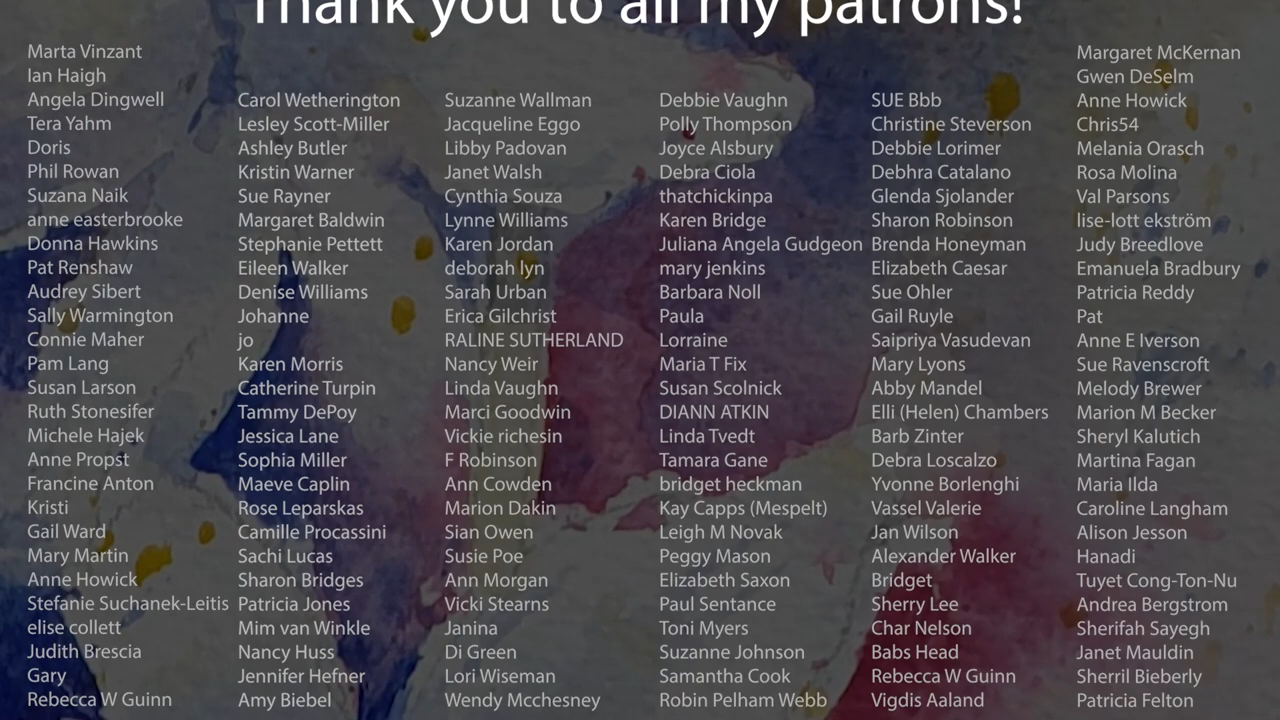 Thank you to all my patrons!
Marta Vinzant
Ian Haigh
Angela Dingwell
Tera Yahm
Doris
Phil Rowan
Suzana Naik
anne easterbrooke
Donna Hawkins
Pat Renshaw
Audrey Sibert
Sally Warmington
Connie Maher
Pam Lang
Susan Larson
Ruth Stonesifer
Michele Hajek
Anne Propst
Francine Anton
Kristi
Gail Ward
Mary Martin
Anne Howick
Stefanie Suchanek-Leitis
elise collett
Judith Brescia
Gary
Rebecca W Guinn
Carol Wetherington
Lesley Scott-Miller
Ashley Butler
Kristin Warner
Sue Rayner
Margaret Baldwin
Stephanie Pettett
Eileen Walker
Denise Williams
Johanne
jo
Karen Morris
Catherine Turpin
Tammy DePoy
Jessica Lane
Sophia Miller
Maeve Caplin
Rose Leparskas
Camille Procassini
Sachi Lucas
Sharon Bridges
Patricia Jones
Mim van Winkle
Nancy Huss
Jennifer Hefner
Amy Biebel
Suzanne Wallman
Jacqueline Eggo
Libby Padovan
Janet Walsh
Cynthia Souza
Lynne Williams
Karen Jordan
deborah lyn
Sarah Urban
Erica Gilchrist
RALINE SUTHERLAND
Nancy Weir
Linda Vaughn
Marci Goodwin
Vickie richesin
F Robinson
Ann Cowden
Marion Dakin
Sian Owen
Susie Poe
Ann Morgan
Vicki Stearns
Janina
Di Green
Lori Wiseman
Wendy Mcchesney
Debbie Vaughn
Polly Thompson
Joyce Alsbury
Debra Ciola
thatchickinpa
Karen Bridge
Juliana Angela Gudgeon
mary jenkins
Barbara Noll
Paula
Lorraine
Maria T Fix
Susan Scolnick
DIANN ATKIN
Linda Tvedt
Tamara Gane
bridget heckman
Kay Capps (Mespelt)
Leigh M Novak
Peggy Mason
Elizabeth Saxon
Paul Sentance
Toni Myers
Suzanne Johnson
Samantha Cook
Robin Pelham Webb
SUE Bbb
Christine Steverson
Debbie Lorimer
Debhra Catalano
Glenda Sjolander
Sharon Robinson
Brenda Honeyman
Elizabeth Caesar
Sue Ohler
Gail Ruyle
Saipriya Vasudevan
Mary Lyons
Abby Mandel
Elli (Helen) Chambers
Barb Zinter
Debra Loscalzo
Yvonne Borlenghi
Vassel Valerie
Jan Wilson
Alexander Walker
Bridget
Sherry Lee
Char Nelson
Babs Head
Rebecca W Guinn
Vigdis Aaland
Margaret McKernan
Gwen DeSelm
Anne Howick
Chris54
Melania Orasch
Rosa Molina
Val Parsons
lise-lott ekström
Judy Breedlove
Emanuela Bradbury
Patricia Reddy
Pat
Anne E Iverson
Sue Ravenscroft
Melody Brewer
Marion M Becker
Sheryl Kalutich
Martina Fagan
Maria Ilda
Caroline Langham
Alison Jesson
Hanadi
Tuyet Cong-Ton-Nu
Andrea Bergstrom
Sherifah Sayegh
Janet Mauldin
Sherril Bieberly
Patricia Felton